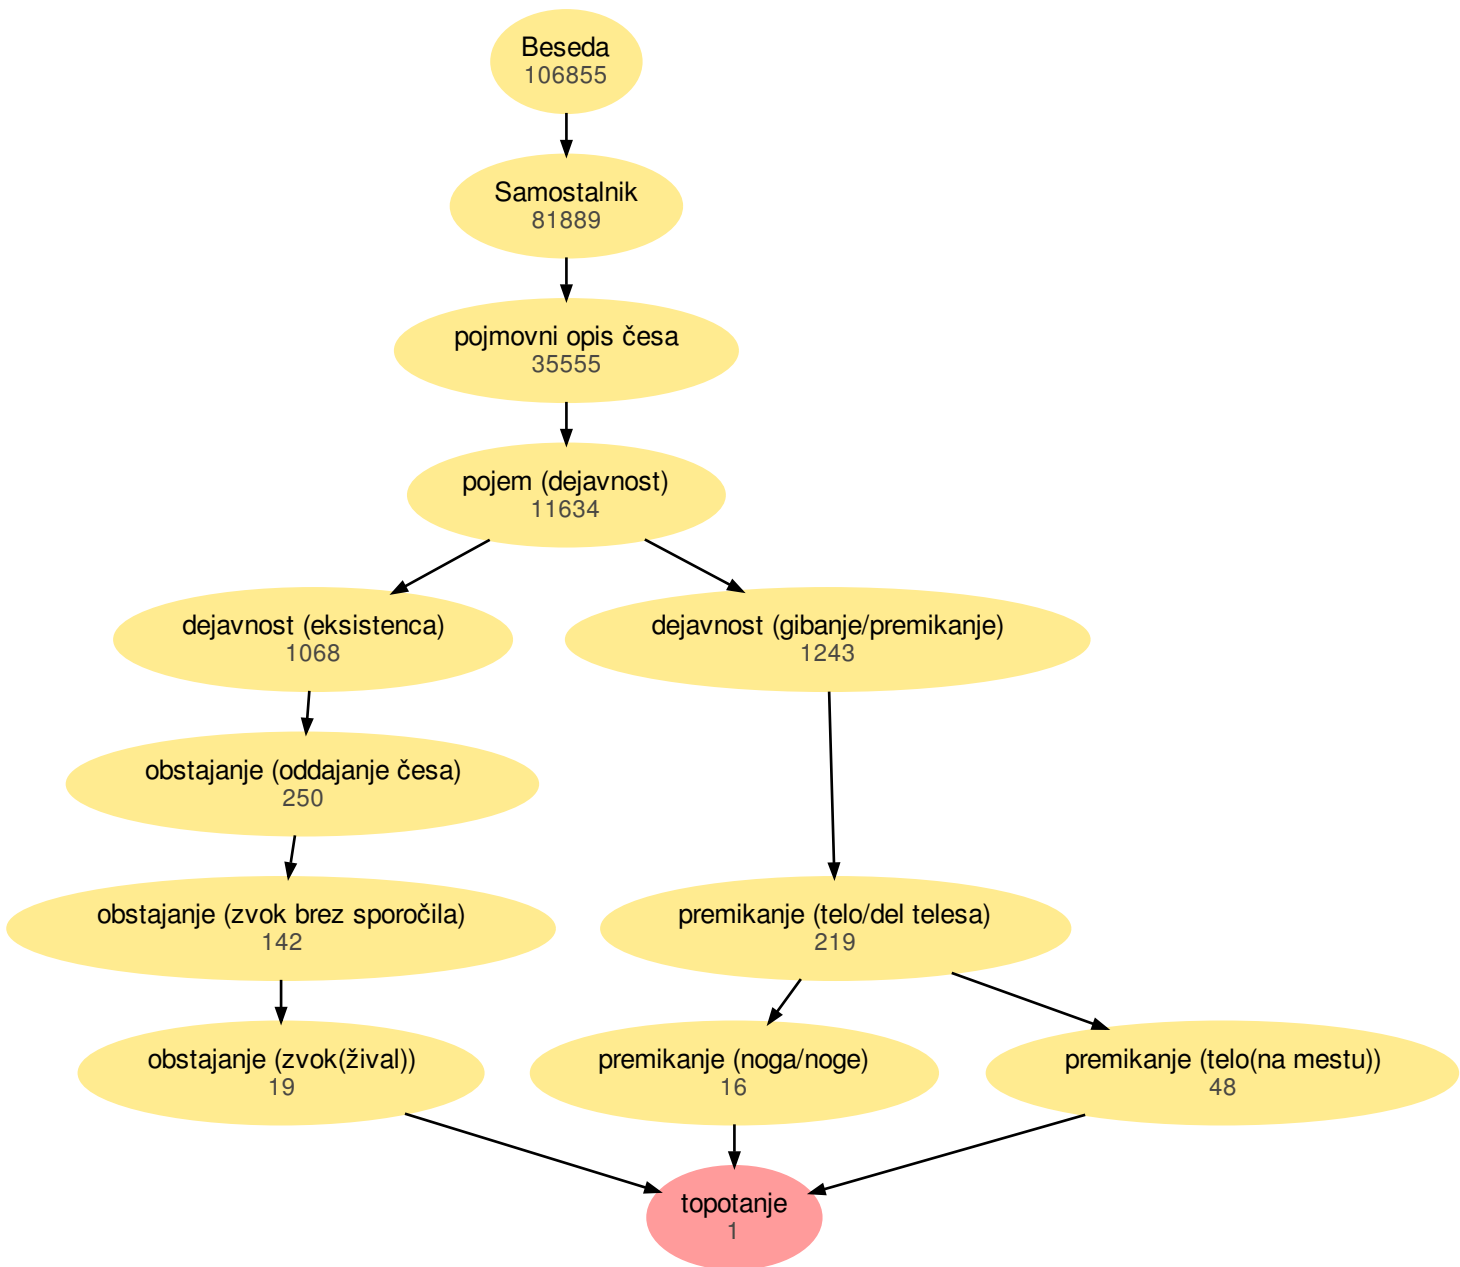 Beseda
106855
Samostalnik
81889
pojmovni opis česa
35555
pojem (dejavnost)
11634
dejavnost (eksistenca)
1068
dejavnost (gibanje/premikanje)
1243
obstajanje (oddajanje česa)
250
obstajanje (zvok brez sporočila)
142
premikanje (telo/del telesa)
219
obstajanje (zvok(žival))
19
premikanje (noga/noge)
16
premikanje (telo(na mestu))
48
topotanje
1